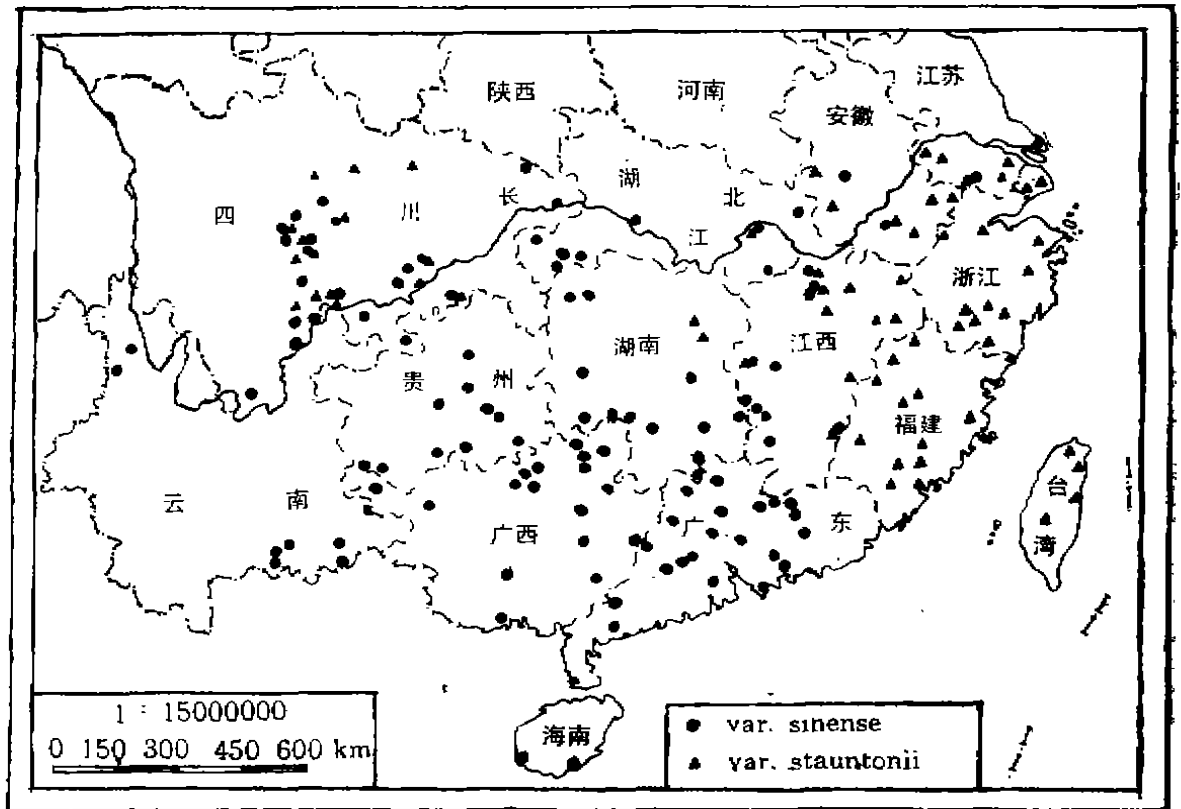 江苏
陕西
河南
安徽
湖
四
川
长
北
江
浙江
湖南
江西
贵
州
福建
云
南
广西
广
东
台
湾
海南
1 : 15000000
0 150 300 450 600 km
var. sinense
var. stauntonii